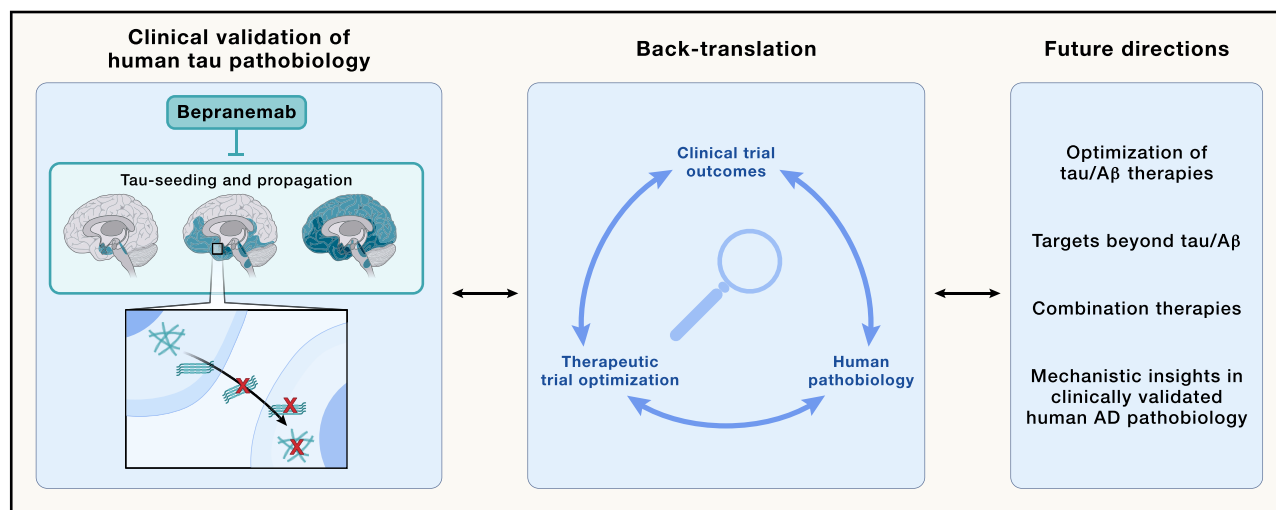 Clinical validation of
human tau pathobiology
Bepranemab
Tau-seeding and propagation
X
X
X
Back-translation
Clinical trial
outcomes
Therapeutic
trial optimization
Human
pathobiology
Future directions
Optimization of
tau/Aβ therapies
Targets beyond tau/Aβ
Combination therapies
Mechanistic insights in
clinically validated
human AD pathobiology